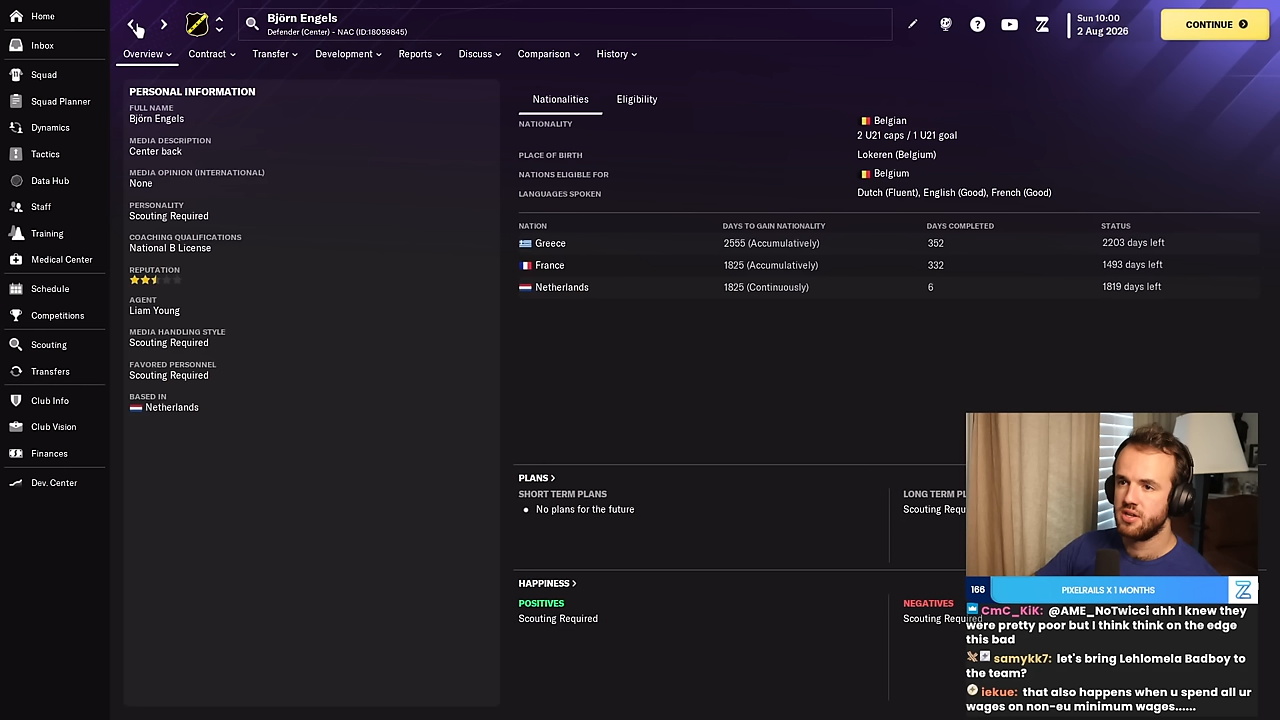 Home
Inbox
Squad
Squad Planner
Dynamics
Tactics
Data Hub
Staff
Training
Medical Center
Schedule
Competitions
Scouting
Transfers
Club Info
Club Vision
Finances
Dev. Center
Björn Engels
Defender (Center) - NAC (ID:18059845)
Sun 10:00
2 Aug 2026
CONTINUE
Overview
Contract
Transfer
Development
Reports
Discuss
Comparison
History
PERSONAL INFORMATION
FULL NAME
Björn Engels
MEDIA DESCRIPTION
Center back
MEDIA OPINION (INTERNATIONAL)
None
PERSONALITY
Scouting Required
COACHING QUALIFICATIONS
National B License
REPUTATION
AGENT
Liam Young
MEDIA HANDLING STYLE
Scouting Required
FAVORED PERSONNEL
Scouting Required
BASED IN
Netherlands
Nationalities
Eligibility
NATIONALITY
Belgian
2 U21 caps / 1 U21 goal
PLACE OF BIRTH
Lokeren (Belgium)
NATIONS ELIGIBLE FOR
Belgium
LANGUAGES SPOKEN
Dutch (Fluent), English (Good), French (Good)
NATION DAYS TO GAIN NATIONALITY DAYS COMPLETED STATUS
Greece 2555 (Accumulatively) 352 2203 days left
France 1825 (Accumulatively) 332 1493 days left
Netherlands 1825 (Continuously) 6 1819 days left
PLANS >
SHORT TERM PLANS
No plans for the future
LONG TERM PL
Scouting Requ
HAPPINESS >
POSITIVES
Scouting Required
NEGATIVES
Scouting Required
166
PIXELRAILS X 1 MONTHS
Z
CmC_KiK: @AME_NoTwicci ahh I knew they
were pretty poor but I think think on the edge
this bad
samykk7: let's bring Lehlomela Badboy to
the team?
iekue: that also happens when u spend all ur
wages on non-eu minimum wages......